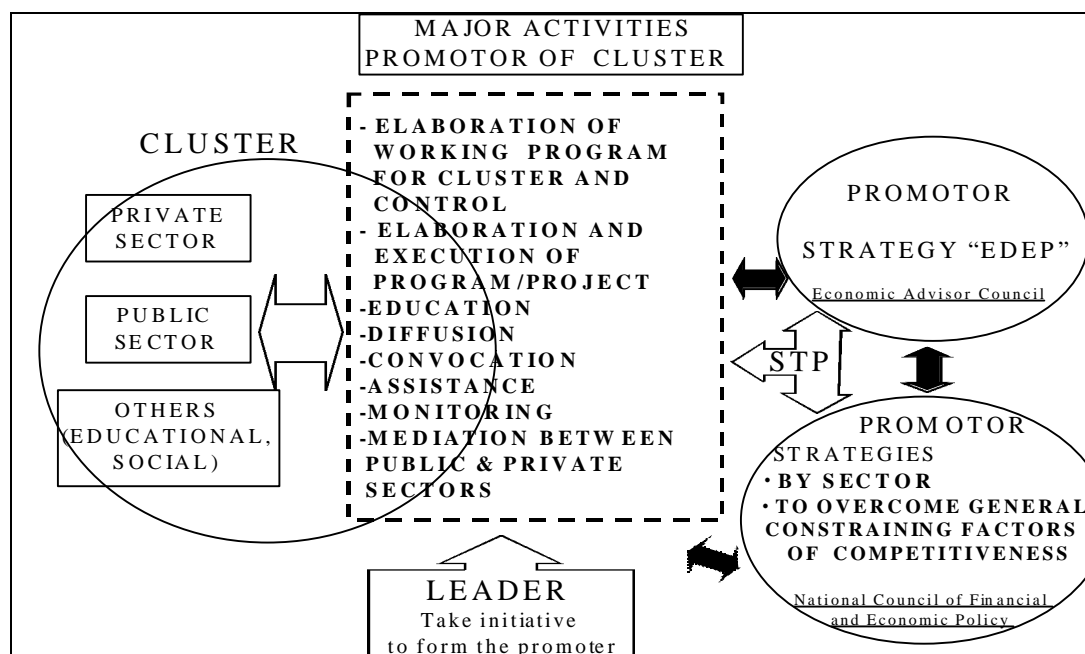 MAJOR ACTIVITIES
PROMOTOR OF CLUSTER
CLUSTER
PRIVATE
SECTOR
PUBLIC
SECTOR
OTHERS
(EDUCATIONAL,
SOCIAL)
- ELABORATION OF
WORKING PROGRAM
FOR CLUSTER AND
CONTROL
- ELABORATION AND
EXECUTION OF
PROGRAM/PROJECT
-EDUCATION
-DIFFUSION
-CONVOCATION
-ASSISTANCE
-MONITORING
-MEDIATION BETWEEN
PUBLIC & PRIVATE
SECTORS
LEADER
Take initiative
to form the promoter
PROMOTOR
STRATEGY “EDEP”
Economic Advisor Council
STP
PROMOTOR
STRATEGIES
・BY SECTOR
・TO OVERCOME GENERAL
CONSTRAINING FACTORS
OF COMPETITIVENESS
National Council of Financial
and Economic Policy